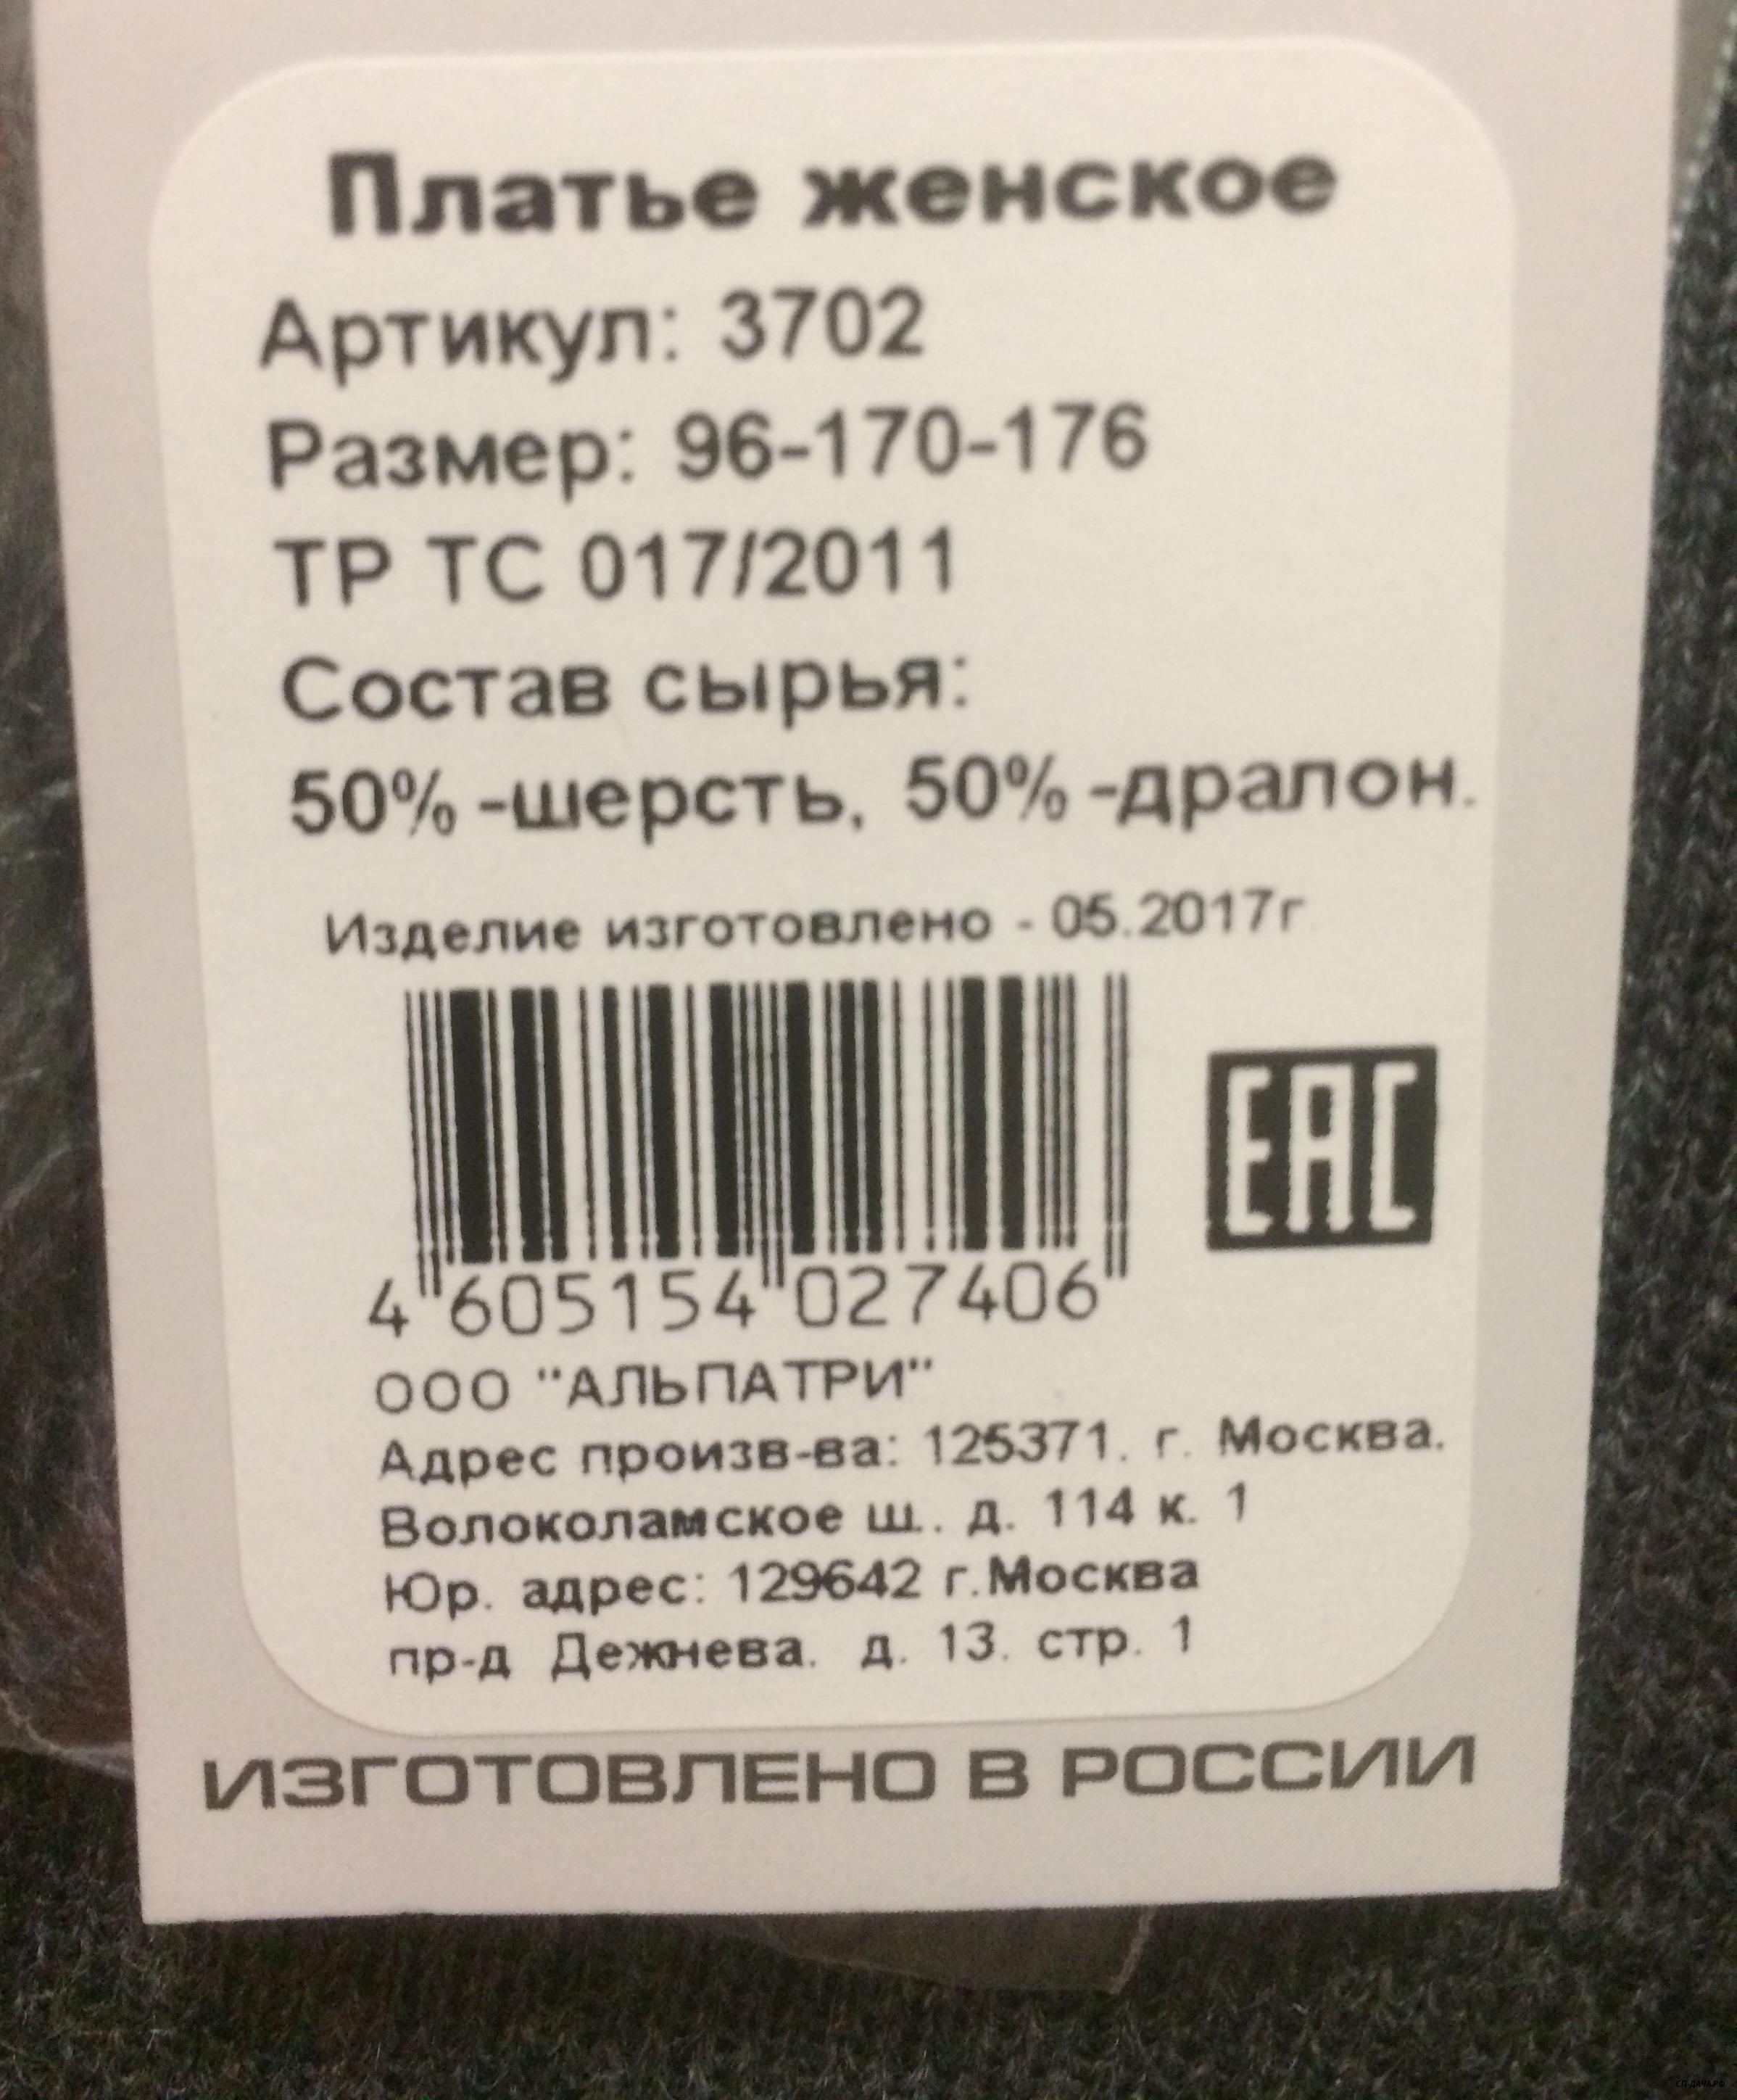 Платье женское
Артикул: 3702
Размер: 96-170-176
ТР ТС 017/2011
Состав сырья:
50% -шерсть, 50% -дралон.
Изделие изготовлено - 05.2017г
EAC
4 605154 027406
ООО "АЛЬПАТРИ"
Адрес произв-ва: 125371. г. Москва.
Волоколамское ш.. д. 114 к. 1
Юр. адрес: 129642 г.Москва
пр-д Дежнева. д. 13. стр. 1
ИЗГОТОВЛЕНО В РОССИИ